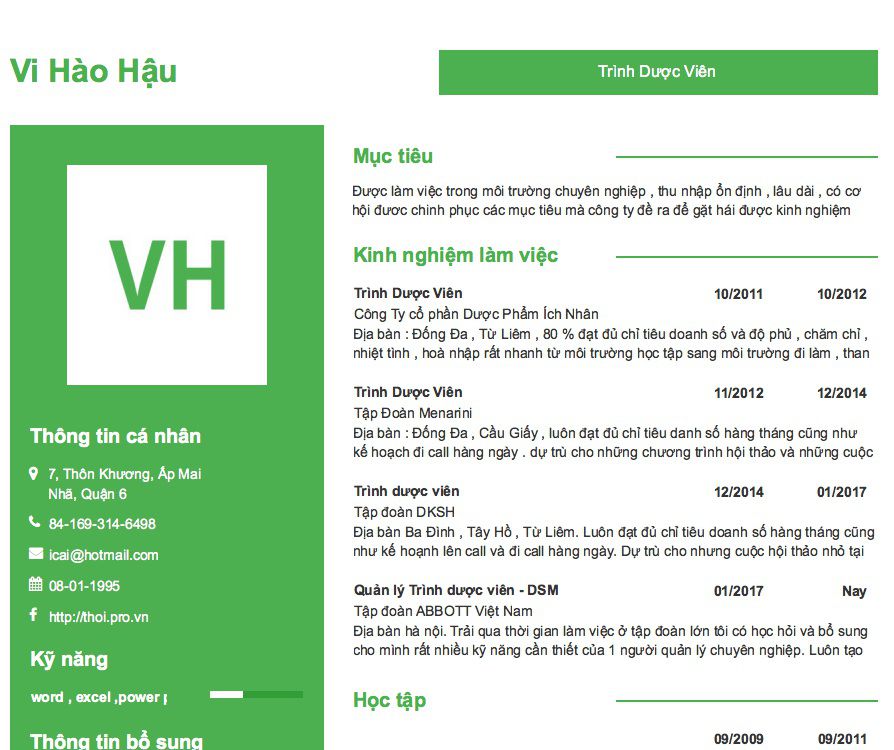 Vi Hào Hậu
Trình Dược Viên
VH
Thông tin cá nhân
7, Thôn Khương, Ấp Mai
Nhã, Quận 6
84-169-314-6498
icai@hotmail.com
08-01-1995
http://thoi.pro.vn
Kỹ năng
word , excel ,power
Thông tin bổ sung
Mục tiêu
Được làm việc trong môi trường chuyên nghiệp , thu nhập ổn định , lâu dài , có cơ
hội đươc chinh phục các mục tiêu mà công ty đề ra để gặt hái được kinh nghiệm
Kinh nghiệm làm việc
Trình Dược Viên 10/2011 10/2012
Công Ty cổ phần Dược Phẩm Ích Nhân
Địa bàn : Đống Đa , Từ Liêm , 80 % đạt đủ chỉ tiêu doanh số và độ phủ , chăm chỉ ,
nhiệt tình , hoà nhập rất nhanh từ môi trường học tập sang môi trường đi làm , than
Trình Dược Viên 11/2012 12/2014
Tập Đoàn Menarini
Địa bàn : Đống Đa , Cầu Giấy , luôn đạt đủ chỉ tiêu danh số hàng tháng cũng như
kế hoạch đi call hàng ngày . dự trù cho những chương trình hội thảo và những cuộc
Trình dược viên 12/2014 01/2017
Tập đoàn DKSH
Địa bàn Ba Đình , Tây Hồ , Từ Liêm. Luôn đạt đủ chỉ tiêu doanh số hàng tháng cũng
như kế hoạnh lên call và đi call hàng ngày. Dự trù cho nhưng cuộc hội thảo nhỏ tại
Quản lý Trình dược viên - DSM 01/2017 Nay
Tập đoàn ABBOTT Việt Nam
Địa bàn hà nội. Trải qua thời gian làm việc ở tập đoàn lớn tôi có học hỏi và bổ sung
cho mình rất nhiều kỹ năng cần thiết của 1 người quản lý chuyên nghiệp. Luôn tạo
Học tập
09/2009 09/2011